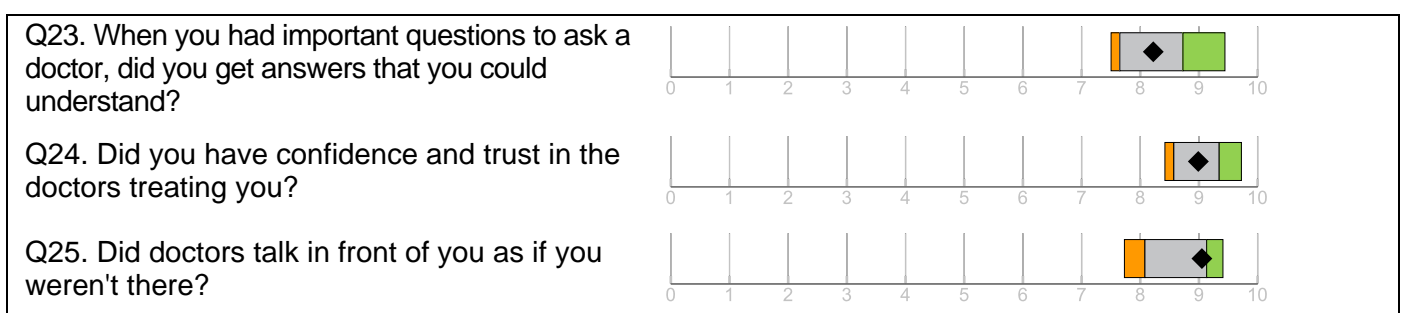 Q23. When you had important questions to ask a
doctor, did you get answers that you could
understand?
0 1 2 3 4 5 6 7 8 9 10
Q24. Did you have confidence and trust in the
doctors treating you?
0 1 2 3 4 5 6 7 8 9 10
Q25. Did doctors talk in front of you as if you
weren't there?
0 1 2 3 4 5 6 7 8 9 10